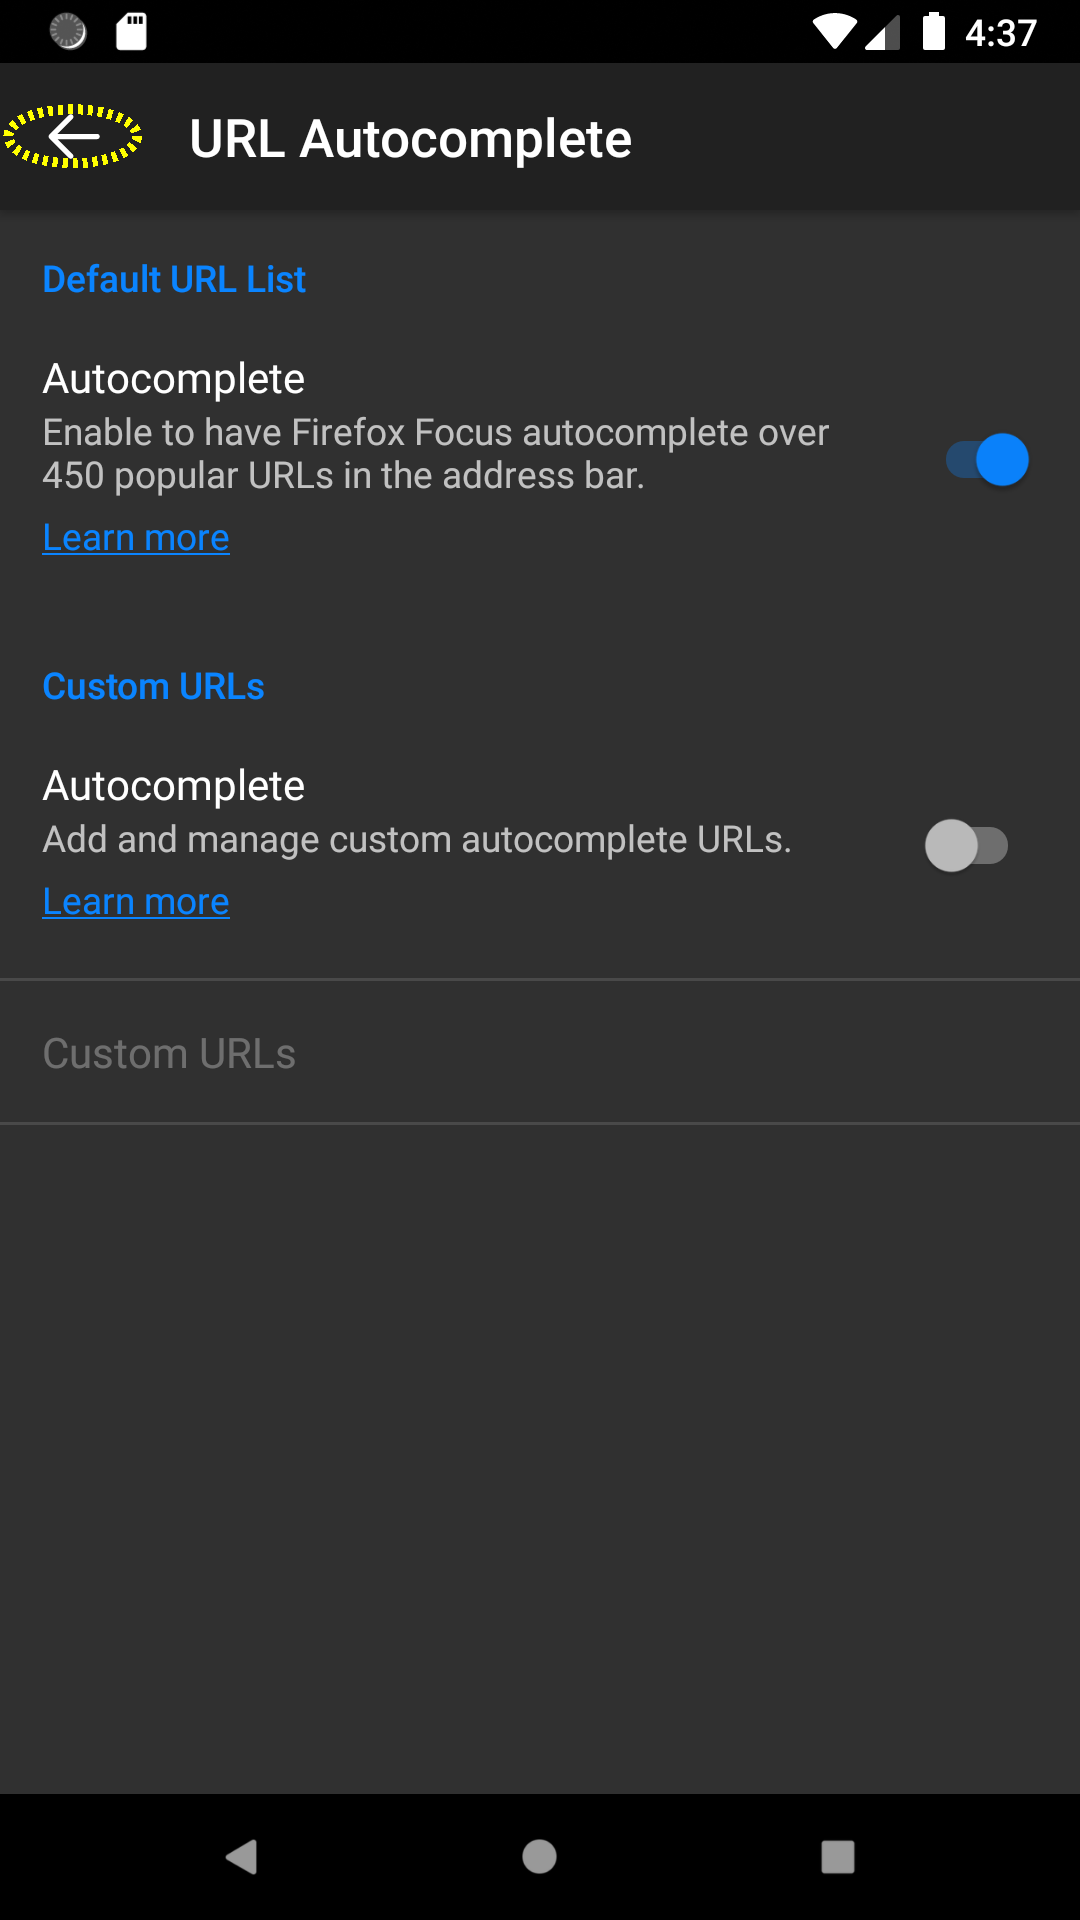 4:37
URL Autocomplete
Default URL List
Autocomplete
Enable to have Firefox Focus autocomplete over
450 popular URLs in the address bar.
Learn more
Custom URLs
Autocomplete
Add and manage custom autocomplete URLs.
Learn more
Custom URLs